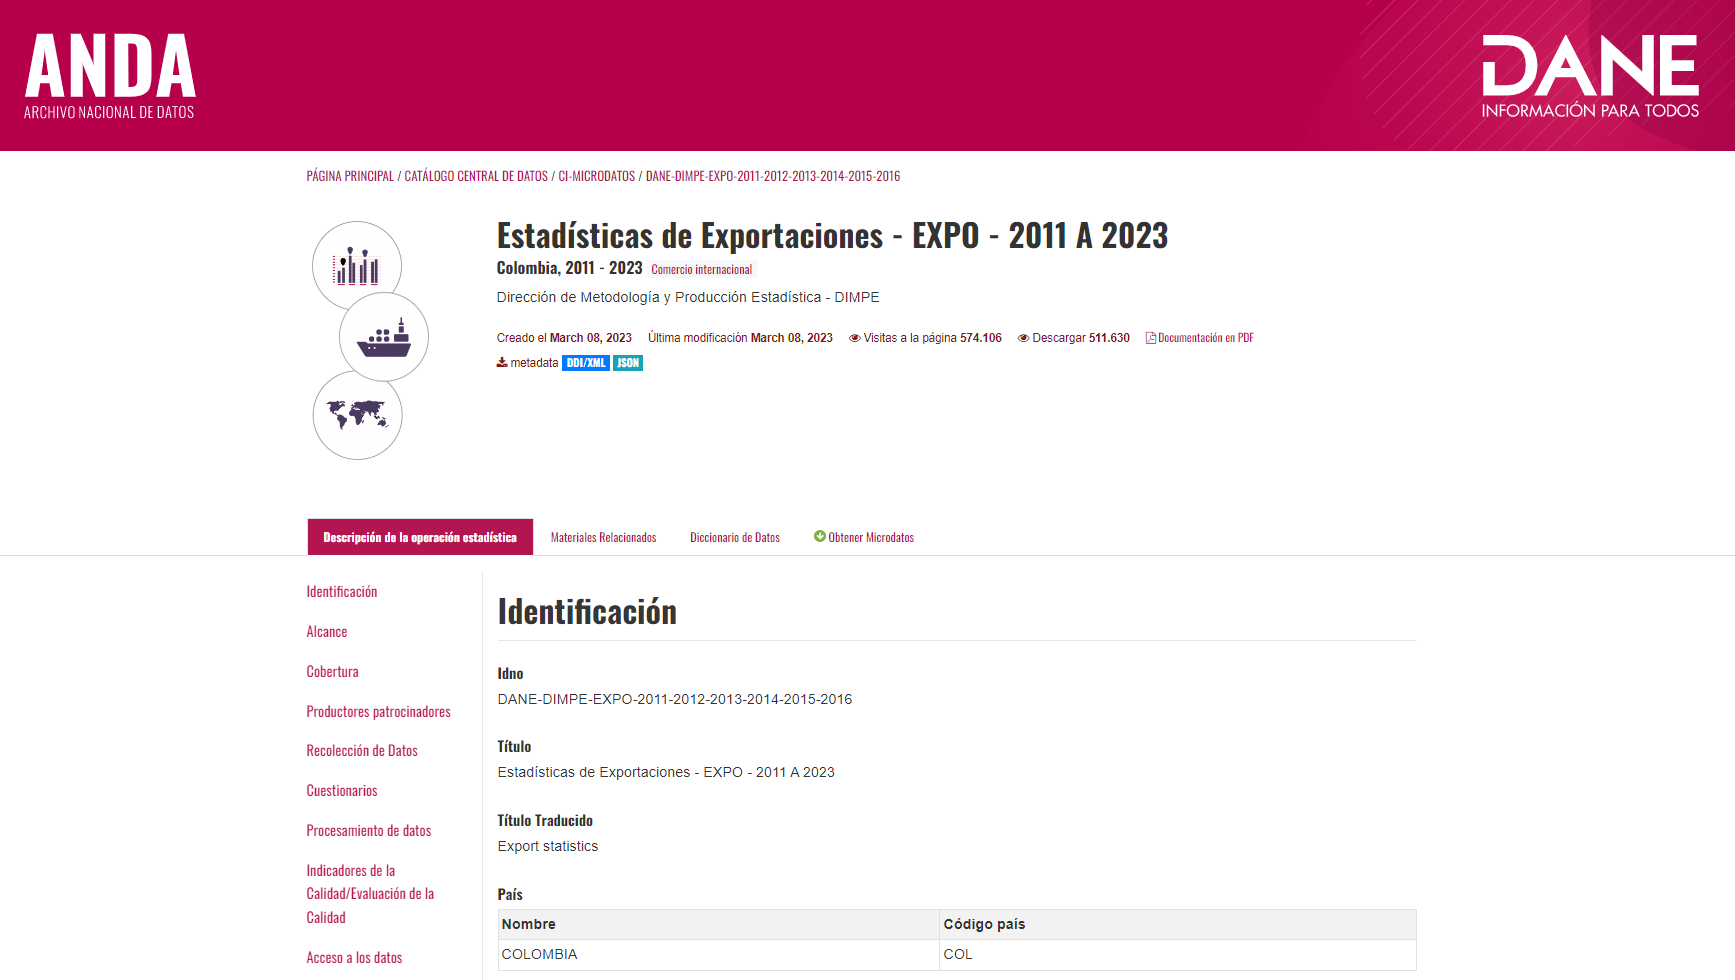 ANDA
ARCHIVO NACIONAL DE DATOS
DANE
INFORMACIÓN PARA TODOS
PÁGINA PRINCIPAL / CATÁLOGO CENTRAL DE DATOS / CI-MICRODATOS / DANE-DIMPE-EXPO-2011-2012-2013-2014-2015-2016
Estadísticas de Exportaciones - EXPO - 2011 A 2023
Colombia, 2011 - 2023 Comercio internacional
Dirección de Metodología y Producción Estadística - DIMPE
Creado el March 08, 2023 Última modificación March 08, 2023 Visitas a la página 574.106 Descargar 511.630 Documentación en PDF
metadata DDI/XML JSON
Descripción de la operación estadística Materiales Relacionados Diccionario de Datos Obtener Microdatos
Identificación
Alcance
Cobertura
Productores patrocinadores
Recolección de Datos
Cuestionarios
Procesamiento de datos
Indicadores de la
Calidad/Evaluación de la
Calidad
Acceso a los datos
Identificación
Idno
DANE-DIMPE-EXPO-2011-2012-2013-2014-2015-2016
Título
Estadísticas de Exportaciones - EXPO - 2011 A 2023
Título Traducido
Export statistics
País
Nombre Código país
COLOMBIA COL